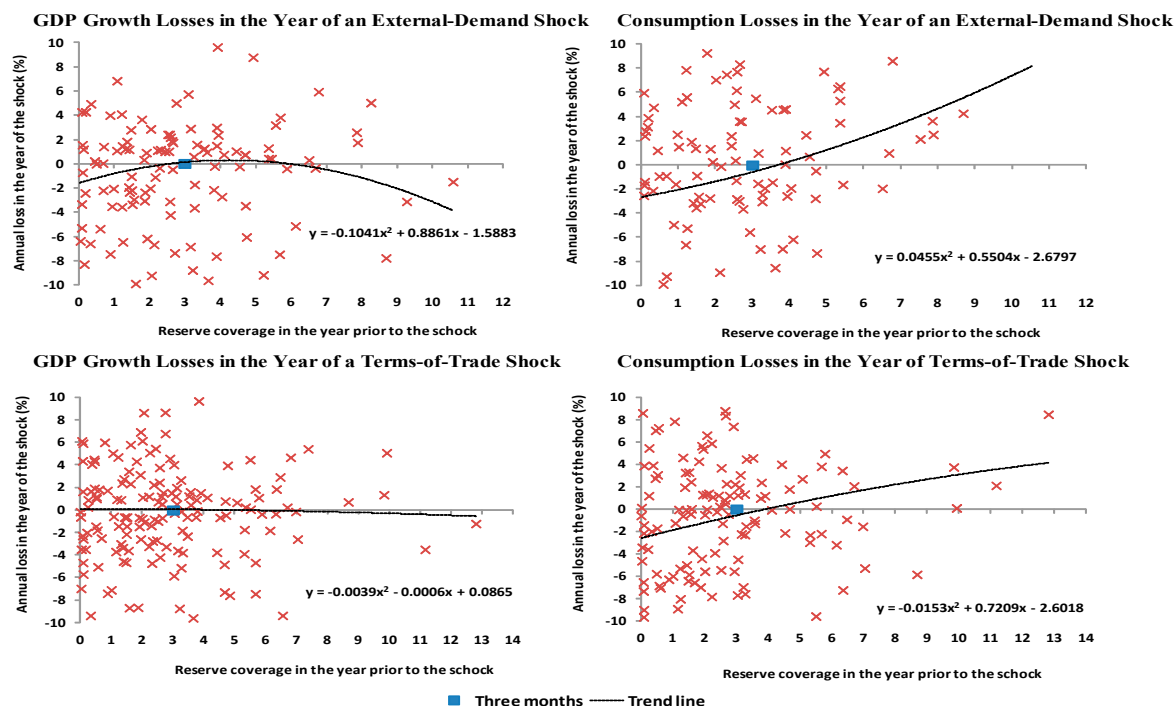 GDP Growth Losses in the Year of an External-Demand Shock
Annual loss in the year of the shock (%)
10
8
6
4
2
0
-2
-4
-6
-8
-10
y = -0.1041x² + 0.8861x - 1.5883
0 1 2 3 4 5 6 7 8 9 10 11 12
Reserve coverage in the year prior to the schock
Consumption Losses in the Year of an External-Demand Shock
Annual loss in the year of the shock (%)
10
8
6
4
2
0
-2
-4
-6
-8
-10
y = 0.0455x² + 0.5504x - 2.6797
0 1 2 3 4 5 6 7 8 9 10 11 12
Reserve coverage in the year prior to the schock
GDP Growth Losses in the Year of a Terms-of-Trade Shock
Annual loss in the year of the shock (%)
10
8
6
4
2
0
-2
-4
-6
-8
-10
y = -0.0039x² - 0.0006x + 0.0865
0 1 2 3 4 5 6 7 8 9 10 11 12 13 14
Reserve coverage in the year prior to the schock
Consumption Losses in the Year of Terms-of-Trade Shock
Annual loss in the year of the shock (%)
10
8
6
4
2
0
-2
-4
-6
-8
-10
y = -0.0153x² + 0.7209x - 2.6018
0 1 2 3 4 5 6 7 8 9 10 11 12 13 14
Reserve coverage in the year prior to the schock
Three months
Trend line